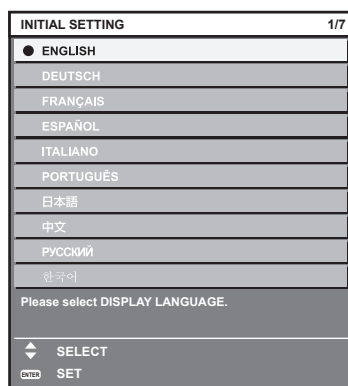 INITIAL SETTING 1/7
ENGLISH
DEUTSCH
FRANÇAIS
ESPAÑOL
ITALIANO
PORTUGUÊS
日本語
中文
РУССКИЙ
한국어
Please select DISPLAY LANGUAGE.
SELECT
ENTER SET